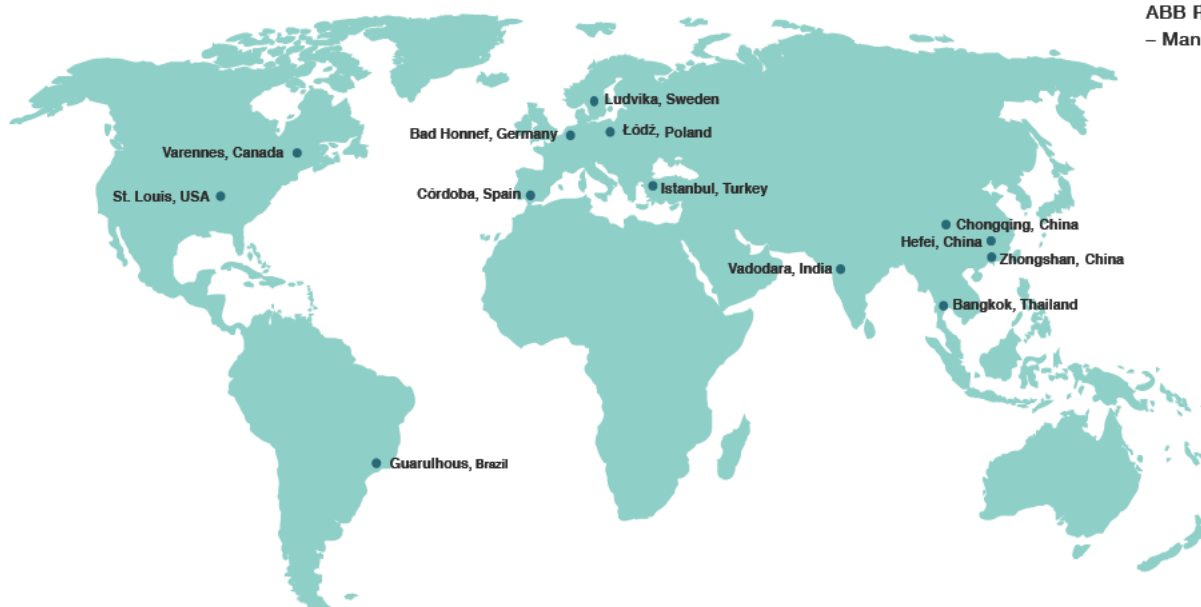 ABB
– Man
Ludvika, Sweden
Bad Honnef, Germany
Łódź, Poland
Varennes, Canada
St. Louis, USA
Córdoba, Spain
Istanbul, Turkey
Chongqing, China
Hefei, China
Zhongshan, China
Vadodara, India
Bangkok, Thailand
Guarulhous, Brazil